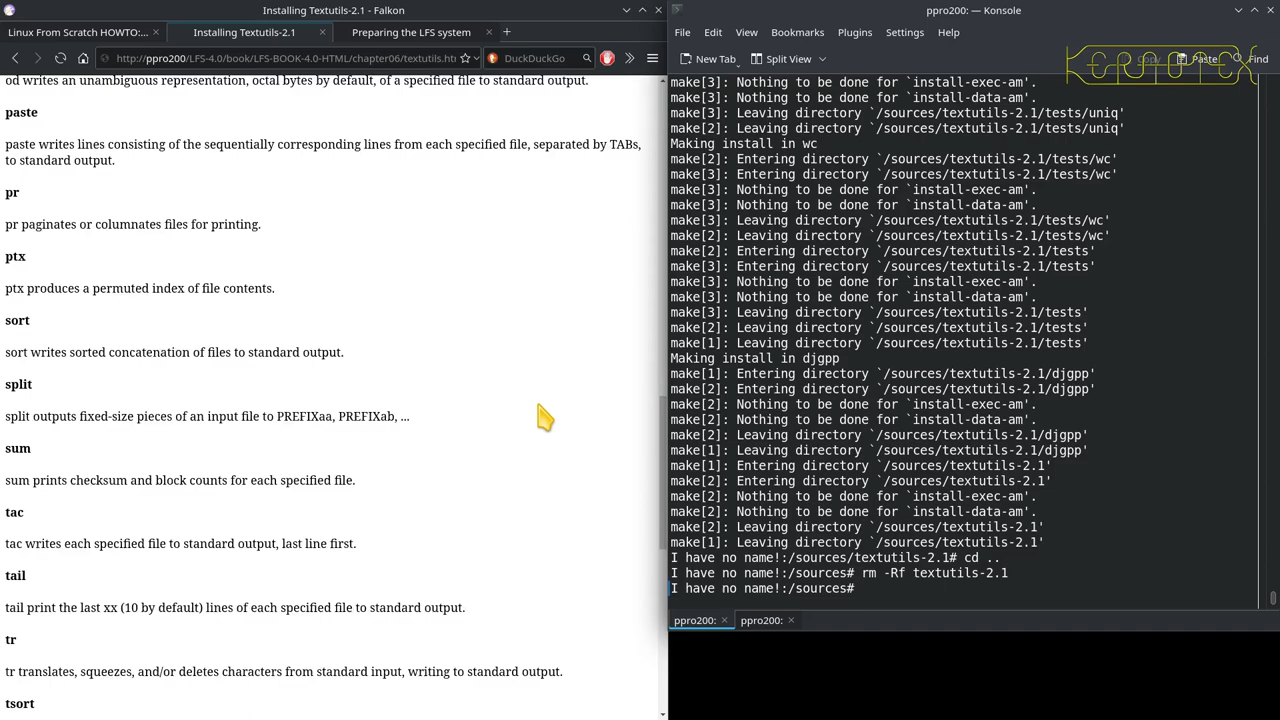 Installing Textutils-2.1 - Falkon
Linux From Scratch HOWTO:...
Installing Textutils-2.1
Preparing the LFS system
http://ppro200/LFS-4.0/book/LFS-BOOK-4.0-HTML/chapter06/textutils.ht
DuckDuckGo
od writes an unambiguous representation, octal bytes by default, of a specified file to standard output.
paste
paste writes lines consisting of the sequentially corresponding lines from each specified file, separated by TABs,
to standard output.
pr
pr paginates or columnates files for printing.
ptx
ptx produces a permuted index of file contents.
sort
sort writes sorted concatenation of files to standard output.
split
split outputs fixed-size pieces of an input file to PREFIXaa, PREFIXab, ...
sum
sum prints checksum and block counts for each specified file.
tac
tac writes each specified file to standard output, last line first.
tail
tail print the last xx (10 by default) lines of each specified file to standard output.
tr
tr translates, squeezes, and/or deletes characters from standard input, writing to standard output.
tsort
ppro200: — Konsole
File Edit View Bookmarks Plugins Settings Help
New Tab Split View Copy Paste Find
make[3]: Nothing to be done for `install-exec-am'.
make[3]: Nothing to be done for `install-data-am'.
make[3]: Leaving directory `/sources/textutils-2.1/tests/uniq'
make[2]: Leaving directory `/sources/textutils-2.1/tests/uniq'
Making install in wc
make[2]: Entering directory `/sources/textutils-2.1/tests/wc'
make[3]: Entering directory `/sources/textutils-2.1/tests/wc'
make[3]: Nothing to be done for `install-exec-am'.
make[3]: Nothing to be done for `install-data-am'.
make[3]: Leaving directory `/sources/textutils-2.1/tests/wc'
make[2]: Leaving directory `/sources/textutils-2.1/tests/wc'
make[2]: Entering directory `/sources/textutils-2.1/tests'
make[3]: Entering directory `/sources/textutils-2.1/tests'
make[3]: Nothing to be done for `install-exec-am'.
make[3]: Nothing to be done for `install-data-am'.
make[3]: Leaving directory `/sources/textutils-2.1/tests'
make[2]: Leaving directory `/sources/textutils-2.1/tests'
make[1]: Leaving directory `/sources/textutils-2.1/tests'
Making install in djgpp
make[1]: Entering directory `/sources/textutils-2.1/djgpp'
make[2]: Entering directory `/sources/textutils-2.1/djgpp'
make[2]: Nothing to be done for `install-exec-am'.
make[2]: Nothing to be done for `install-data-am'.
make[2]: Leaving directory `/sources/textutils-2.1/djgpp'
make[1]: Leaving directory `/sources/textutils-2.1/djgpp'
make[1]: Entering directory `/sources/textutils-2.1'
make[2]: Entering directory `/sources/textutils-2.1'
make[2]: Nothing to be done for `install-exec-am'.
make[2]: Nothing to be done for `install-data-am'.
make[2]: Leaving directory `/sources/textutils-2.1'
make[1]: Leaving directory `/sources/textutils-2.1'
I have no name!:/sources/textutils-2.1# cd ..
I have no name!:/sources# rm -Rf textutils-2.1
I have no name!:/sources#
ppro200: ppro200: